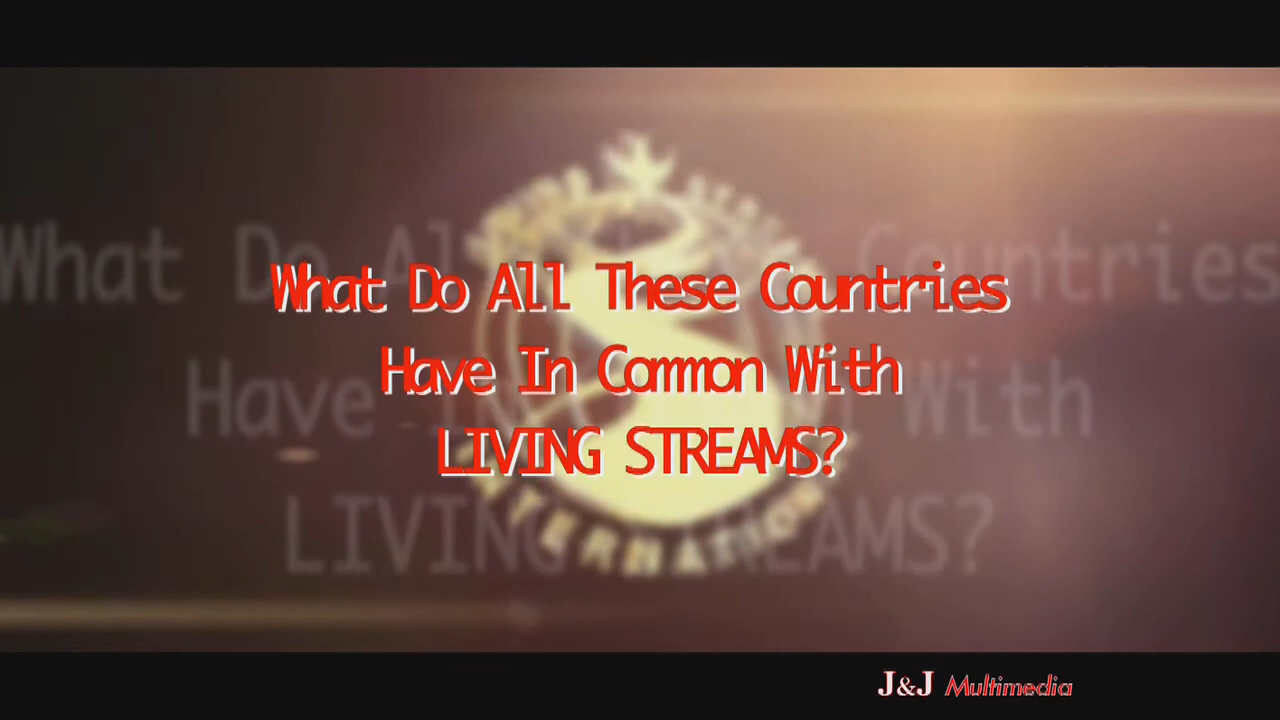 What Do All These Countries
Have In Common With
LIVING STREAMS?
J&J Multimedia